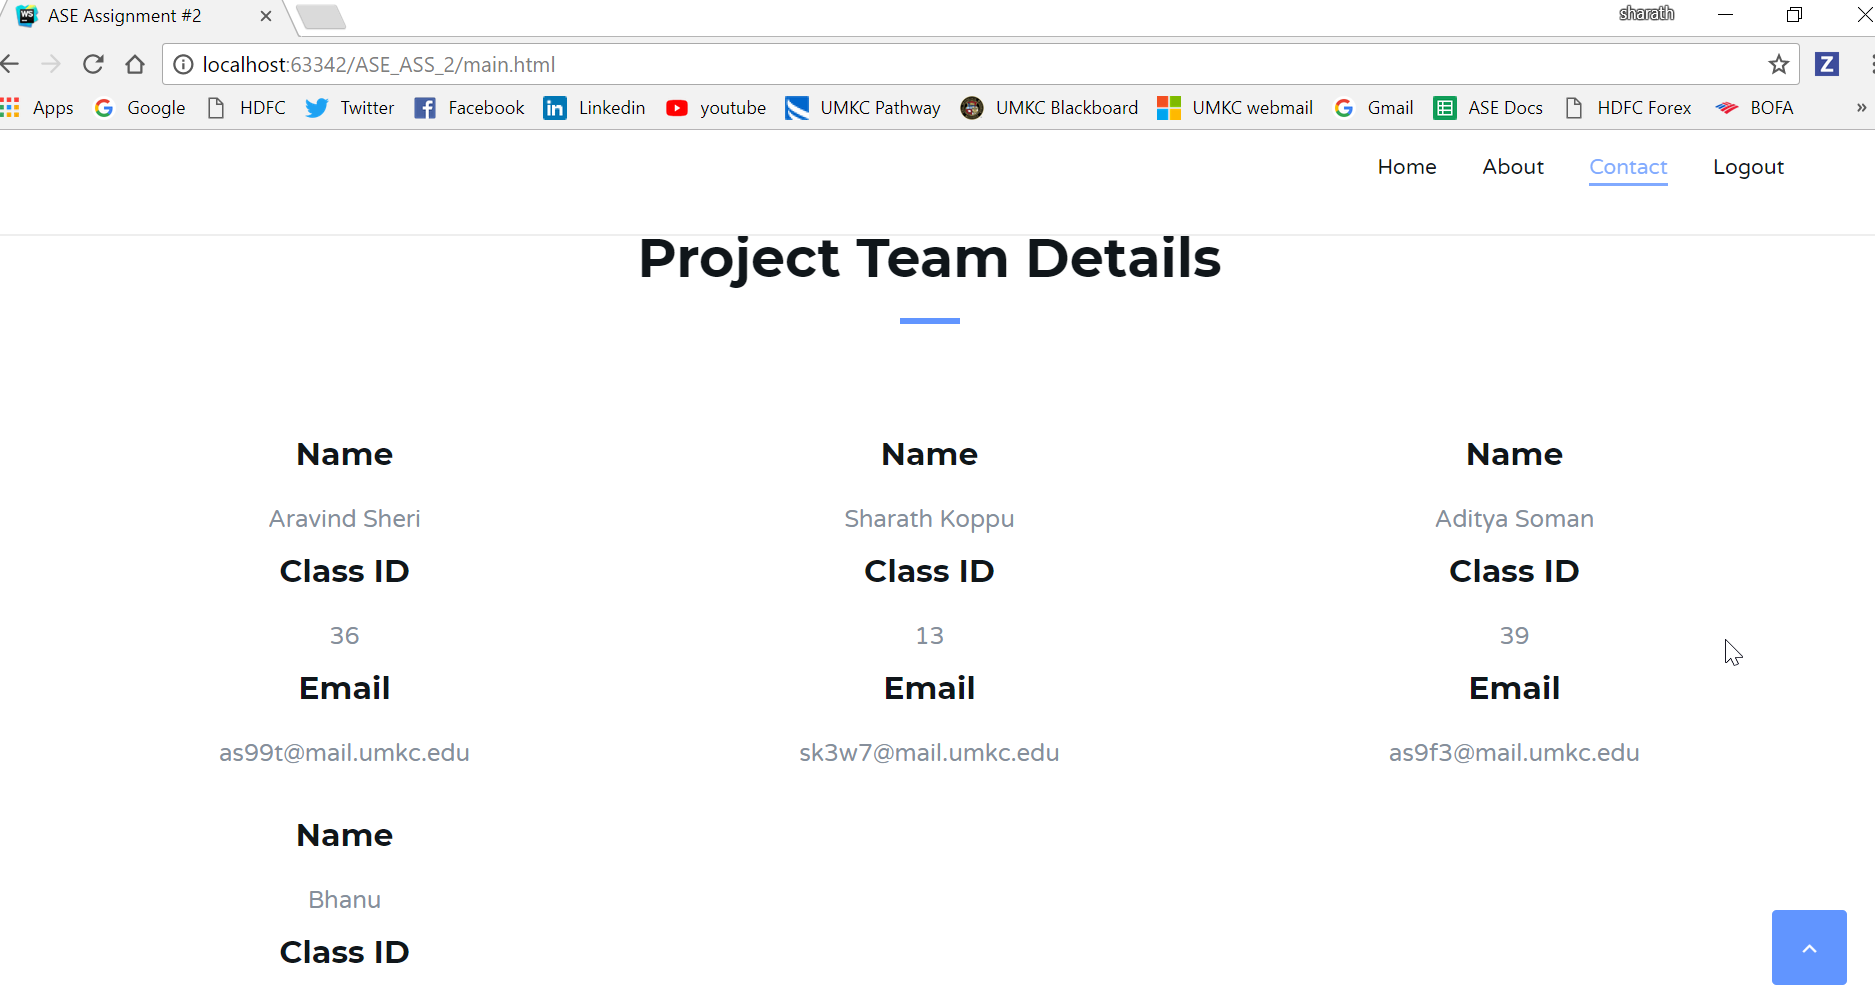 ASE Assignment #2
sharath
localhost:63342/ASE_ASS_2/main.html
Apps Google HDFC Twitter Facebook Linkedin youtube UMKC Pathway UMKC Blackboard UMKC webmail Gmail ASE Docs HDFC Forex BOFA »
Home About Contact Logout
Project Team Details
Name Name Name
Aravind Sheri Sharath Koppu Aditya Soman
Class ID Class ID Class ID
36 13 39
Email Email Email
as99t@mail.umkc.edu sk3w7@mail.umkc.edu as9f3@mail.umkc.edu
Name
Bhanu
Class ID